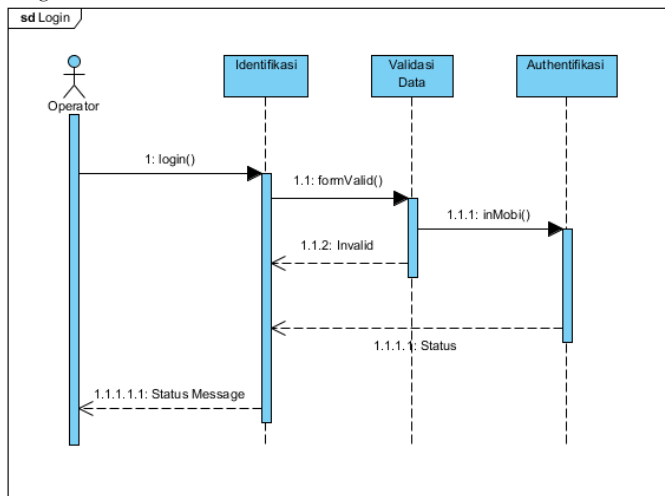 sd Login
Identifikasi
Validasi
Data
Authentifikasi
Operator
1: login()
1.1: formValid()
1.1.1: inMobi()
1.1.2: Invalid
1.1.1.1: Status
1.1.1.1.1: Status Message